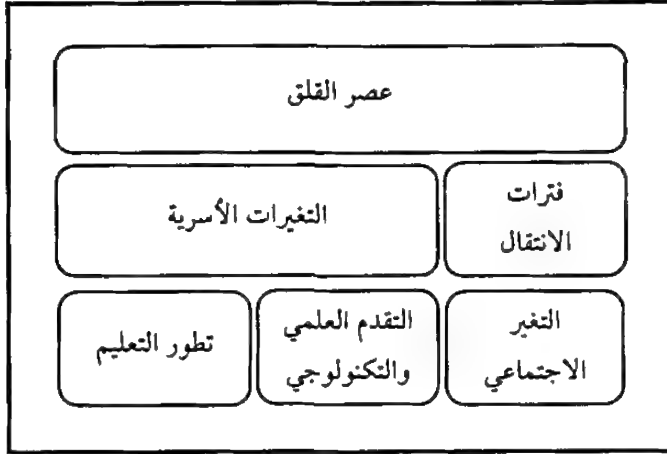 عصر القلق
فترات
الانتقال
التغيرات الأسرية
التغير
الاجتماعي
التقدم العلمي
والتكنولوجي
تطور التعليم